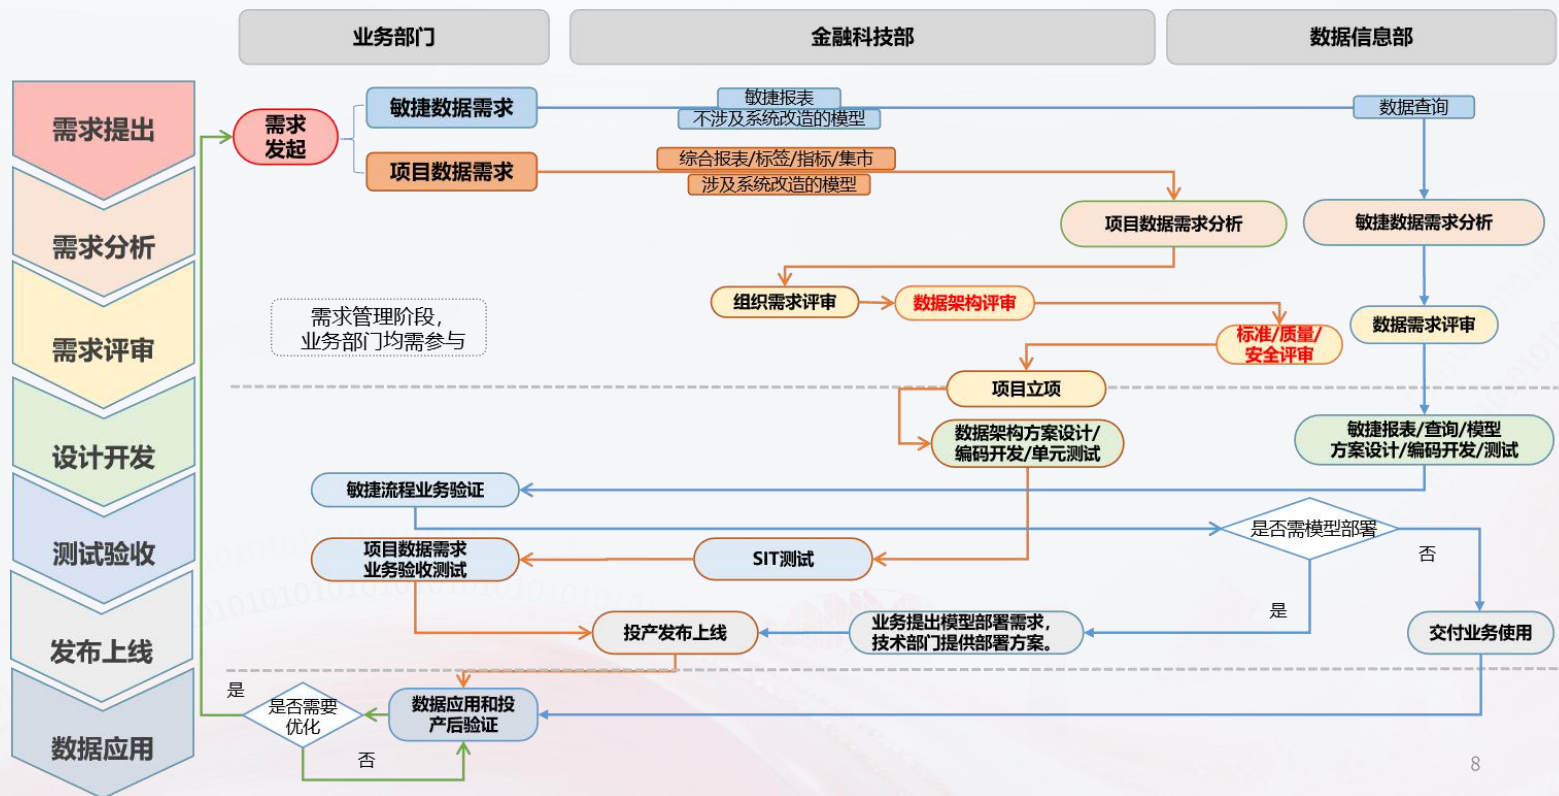 业务部门
金融科技部
数据信息部
需求提出
需求
发起
敏捷数据需求
敏捷报表
不涉及系统改造的模型
数据查询
项目数据需求
综合报表/标签/指标/集市
涉及系统改造的模型
需求分析
项目数据需求分析
敏捷数据需求分析
需求评审
需求管理阶段，
业务部门均需参与
组织需求评审
数据架构评审
标准/质量/
安全评审
数据需求评审
项目立项
设计开发
数据架构方案设计/
编码开发/单元测试
敏捷报表/查询/模型
方案设计/编码开发/测试
测试验收
敏捷流程业务验证
是否需模型部署
否
是
项目数据需求
业务验收测试
SIT测试
发布上线
投产发布上线
业务提出模型部署需求，
技术部门提供部署方案。
交付业务使用
数据应用
是
是否需要
优化
否
数据应用和投
产后验证
8